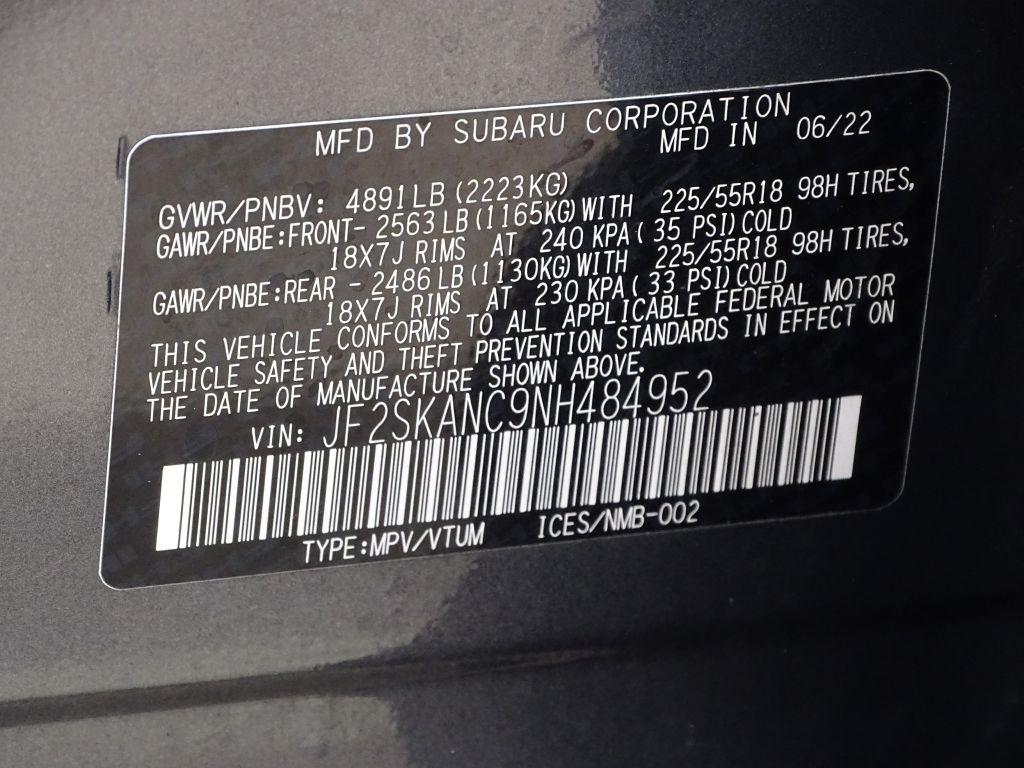 MFD BY SUBARU CORPORATION
MFD IN 06/22
GVWR/PNBV: 4891LB (2223KG)
GAWR/PNBE:FRONT- 2563LB(1165KG)WITH 225/55R18 98H TIRES,
18X7J RIMS AT 240 KPA( 35 PSI)COLD
GAWR/PNBE:REAR - 2486LB(1130KG)WITH 225/55R18 98H TIRES,
18X7J RIMS AT 230 KPA( 33 PSI)COLD
THIS VEHICLE CONFORMS TO ALL APPLICABLE FEDERAL MOTOR
VEHICLE SAFETY AND THEFT PREVENTION STANDARDS IN EFFECT ON
THE DATE OF MANUFACTURE SHOWN ABOVE.
VIN: JF2SKANC9NH484952
TYPE:MPV/VTUM ICES/NMB-002